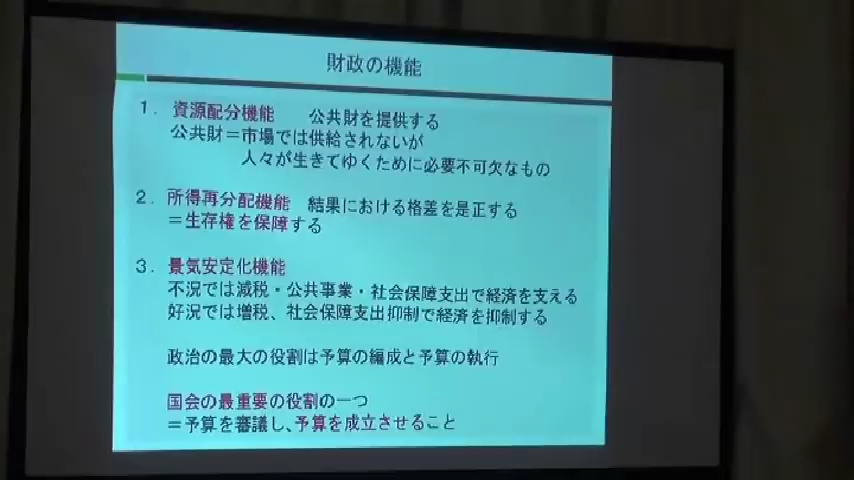 財政の機能
1．資源配分機能　公共財を提供する
公共財＝市場では供給されないが
人々が生きてゆくために必要不可欠なもの
2．所得再分配機能　結果における格差を是正する
＝生存権を保障する
3．景気安定化機能
不況では減税・公共事業・社会保障支出で経済を支える
好況では増税、社会保障支出抑制で経済を抑制する
政治の最大の役割は予算の編成と予算の執行
国会の最重要の役割の一つ
＝予算を審議し、予算を成立させること